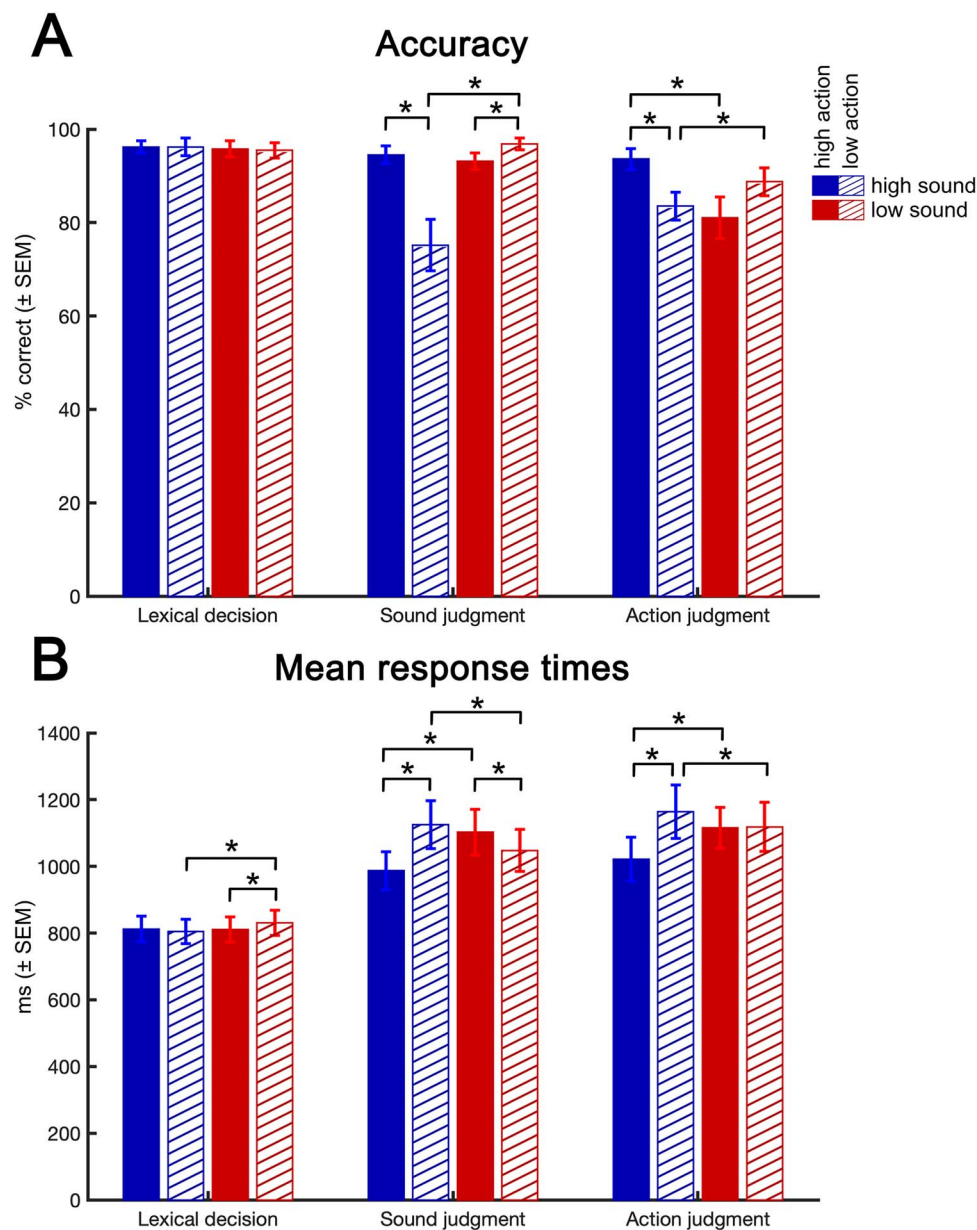 A
Accuracy
high action
low action
high sound
low sound
* * * * * * *
% correct (± SEM)
100
80
60
40
20
0
Lexical decision Sound judgment Action judgment
B
Mean response times
* * * * * * * * *
ms (± SEM)
1400
1200
1000
800
600
400
200
0
Lexical decision Sound judgment Action judgment